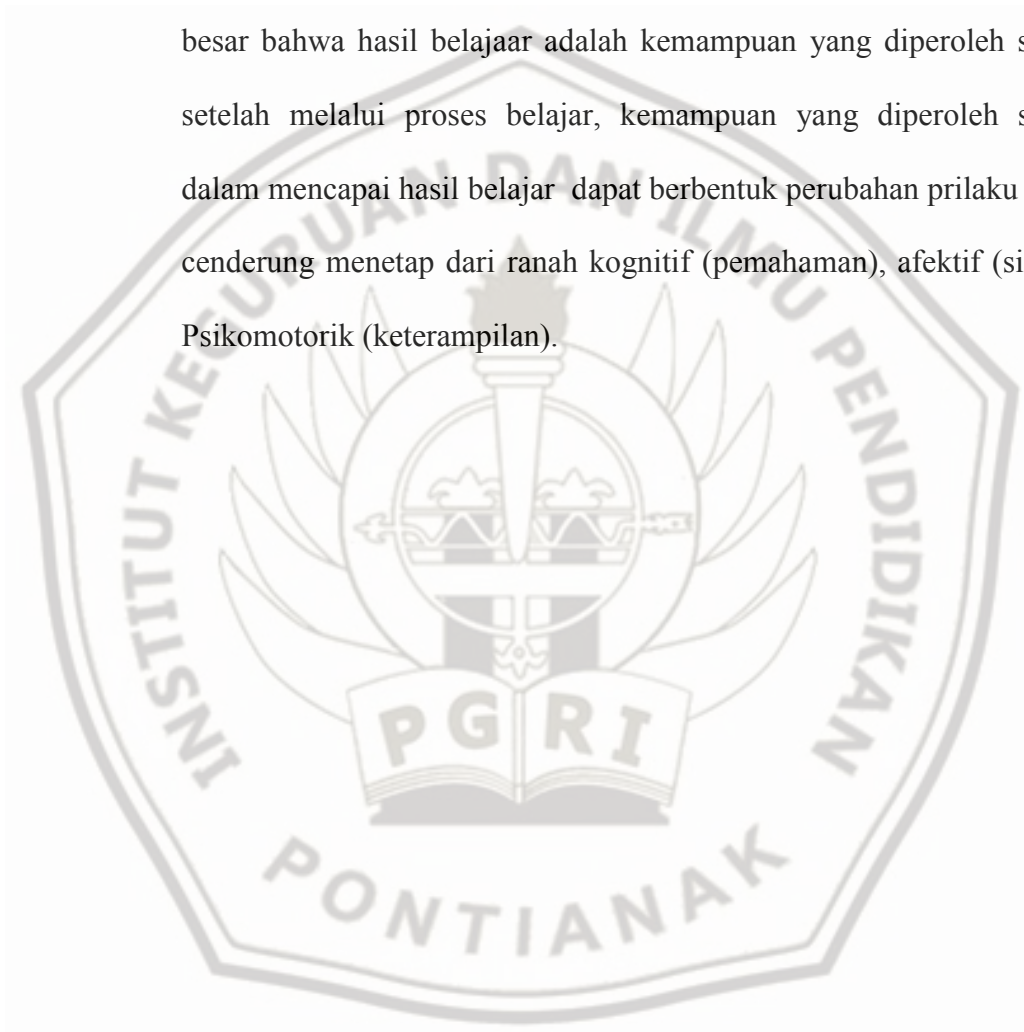 besar bahwa hasil belajaar adalah kemampuan yang diperoleh
setelah melalui proses belajar, kemampuan yang diperoleh
dalam mencapai hasil belajar dapat berbentuk perubahan prilaku
cenderung menetap dari ranah kognitif (pemahaman), afektif
Psikomotorik (keterampilan).
INSTITUT KEGURUAN DAN ILMU PENDIDIKAN
PGRI
PONTIANAK